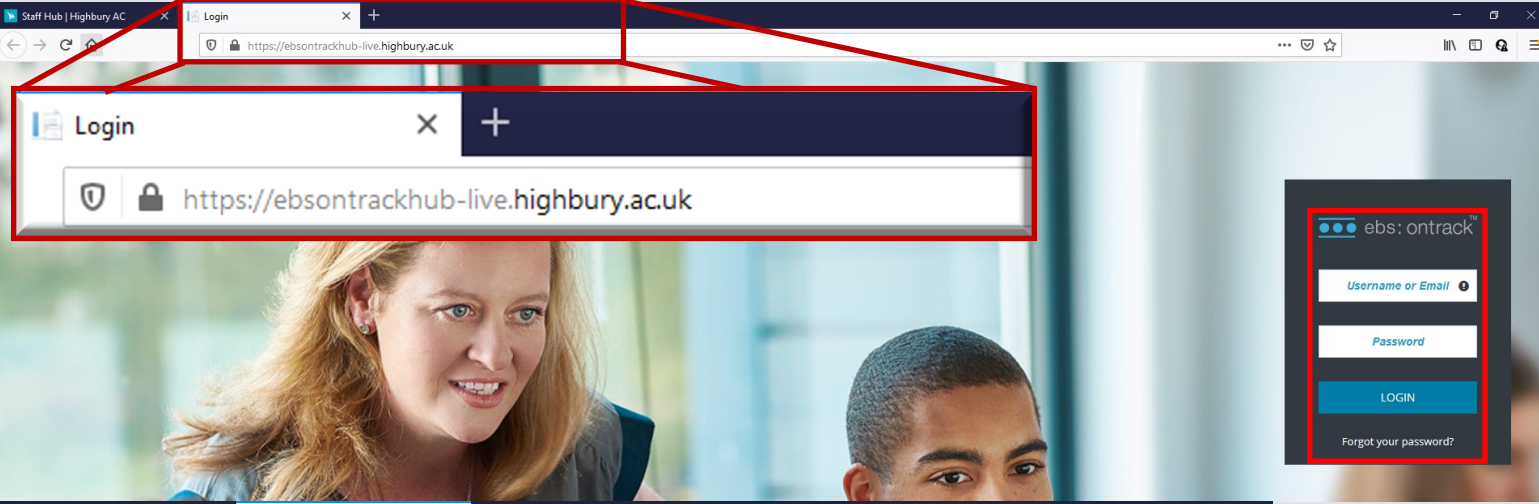 Staff Hub | Highbury AC
Login
https://ebsontrackhub-live.highbury.ac.uk
Login
https://ebsontrackhub-live.highbury.ac.uk
ebs: ontrack™
Username or Email
Password
LOGIN
Forgot your password?